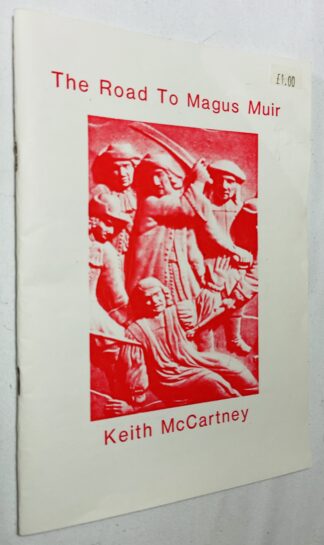 £1.00
The Road To Magus Muir
Keith McCartney